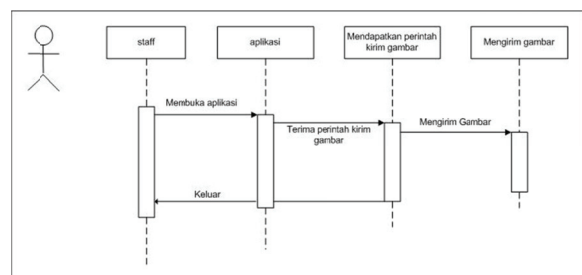 staff
aplikasi
Mendapatkan perintah
kirim gambar
Mengirim gambar
Membuka aplikasi
Terima perintah kirim
gambar
Mengirim Gambar
Keluar